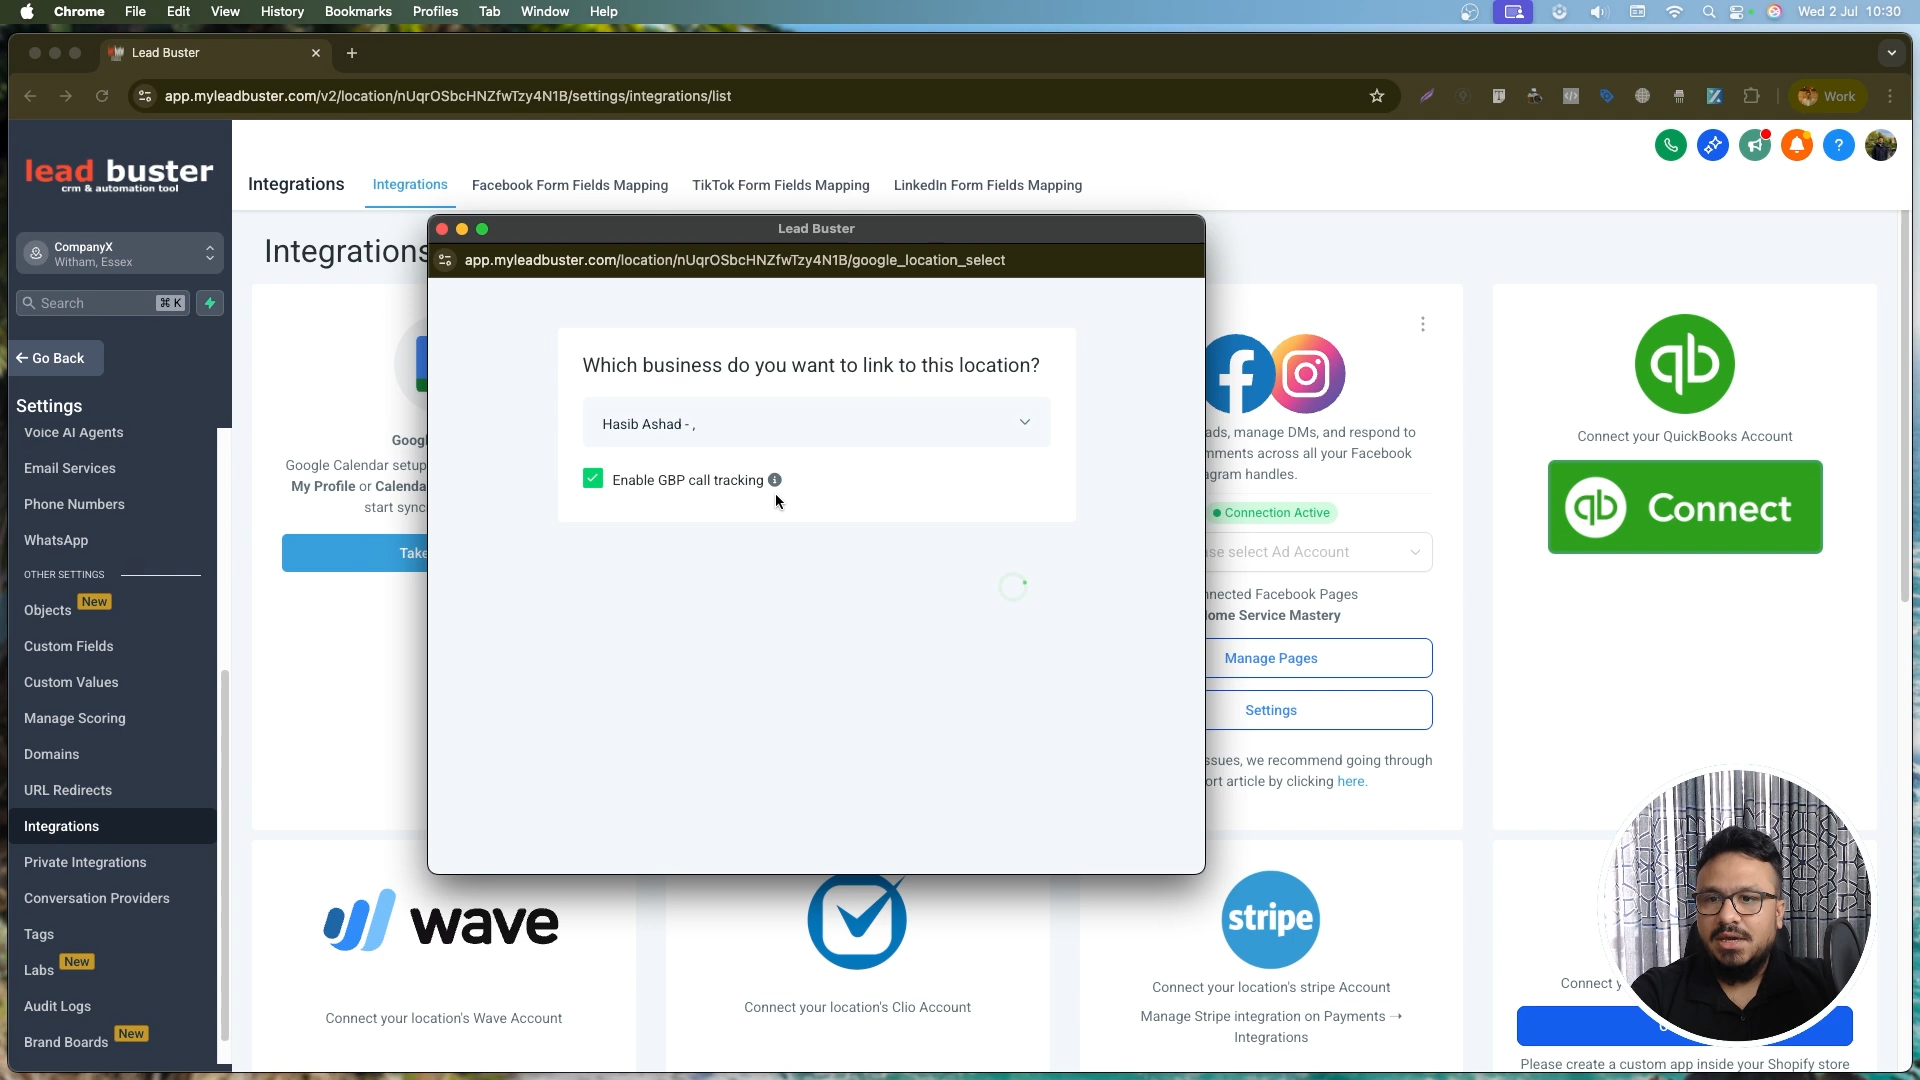 Chrome File Edit View History Bookmarks Profiles Tab Window Help Wed 2 Jul 10:30
Lead Buster
app.myleadbuster.com/v2/location/nUqrOSbcHNZfwTzy4N1B/settings/integrations/list Work
lead buster
crm & automation tool
CompanyX
Witham, Essex
Search ⌘ K
Go Back
Settings
Voice AI Agents
Email Services
Phone Numbers
WhatsApp
OTHER SETTINGS
Objects New
Custom Fields
Custom Values
Manage Scoring
Domains
URL Redirects
Integrations
Private Integrations
Conversation Providers
Tags
Labs New
Audit Logs
Brand Boards New
Integrations Integrations Facebook Form Fields Mapping TikTok Form Fields Mapping LinkedIn Form Fields Mapping
Integrations
Google Calendar setup
My Profile or
start sync
Take
Lead Buster
app.myleadbuster.com/location/nUqrOSbcHNZfwTzy4N1B/google_location_select
Which business do you want to link to this location?
Hasib Ashad - ,
Enable GBP call tracking
manage DMs, and respond to
across all your Facebook
handles.
Connection Active
select Ad Account
Facebook Pages
Home Service Mastery
Manage Pages
Settings
we recommend going through
article by clicking here.
qb
Connect your QuickBooks Account
qb Connect
wave
Connect your location's Wave Account
Connect your location's Clio Account
stripe
Connect your location's stripe Account
Manage Stripe integration on Payments →
Integrations
Connect
Please create a custom app inside your Shopify store